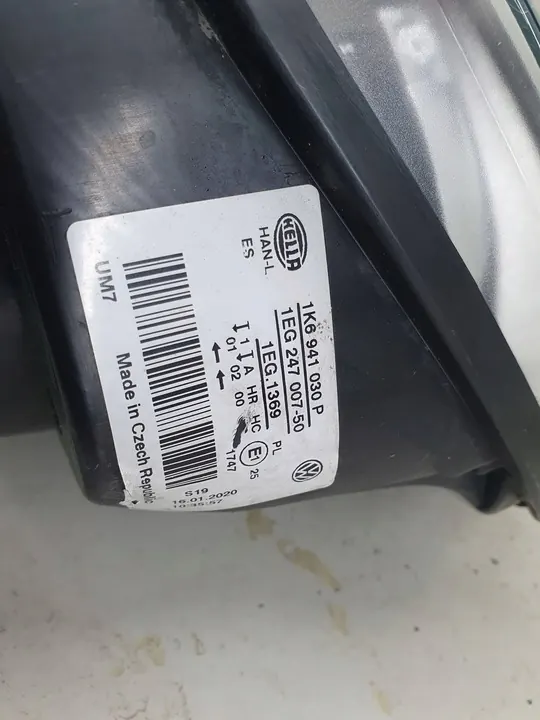 HELLA
HAN-L
ES
1K6 941 030 P
1EG 247 007-50
1EG.1369
PL
1 A HR HC
01 02 00
E1
25
1747
UM7
Made in Czech Republic
S19
16.01.2020
10:35:57